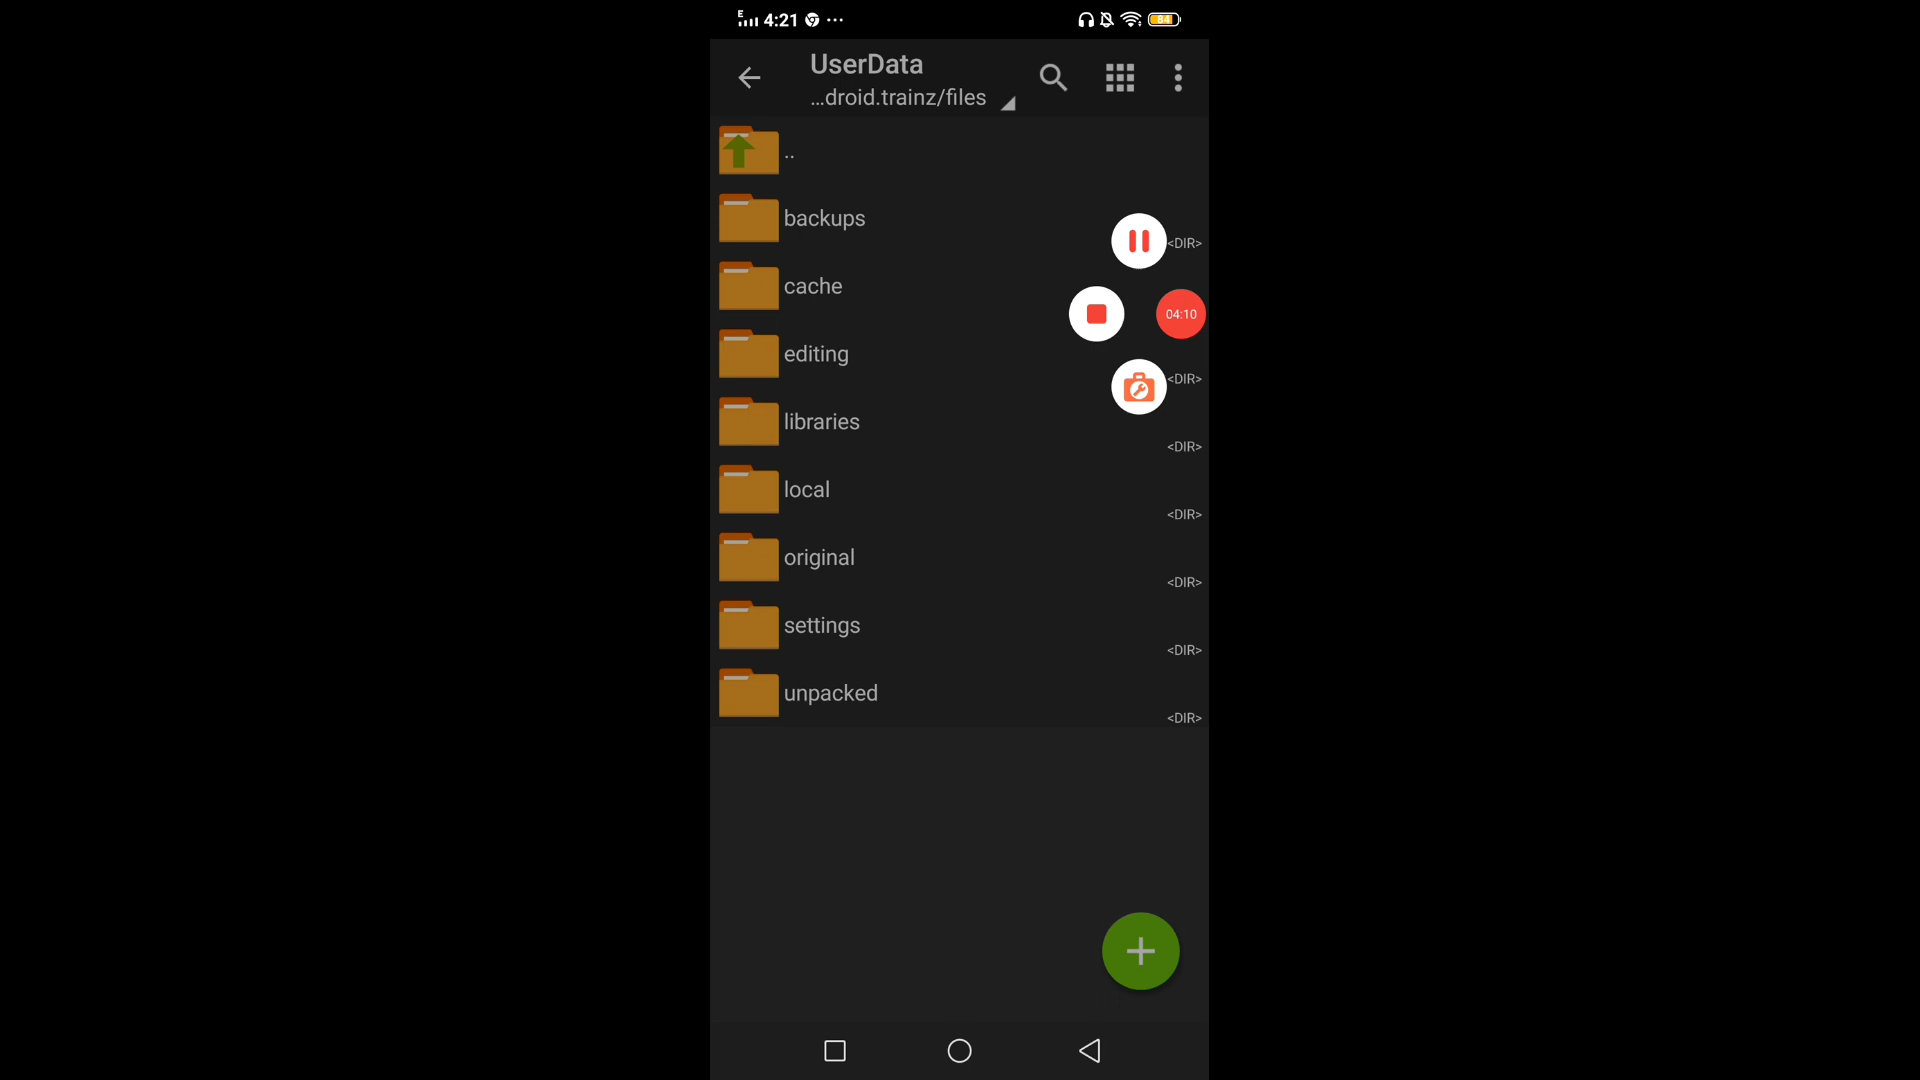 E 4:21 ... 84
UserData
...droid.trainz/files
..
backups
<DIR>
cache
04:10
editing
<DIR>
libraries
<DIR>
local
<DIR>
original
<DIR>
settings
<DIR>
unpacked
<DIR>